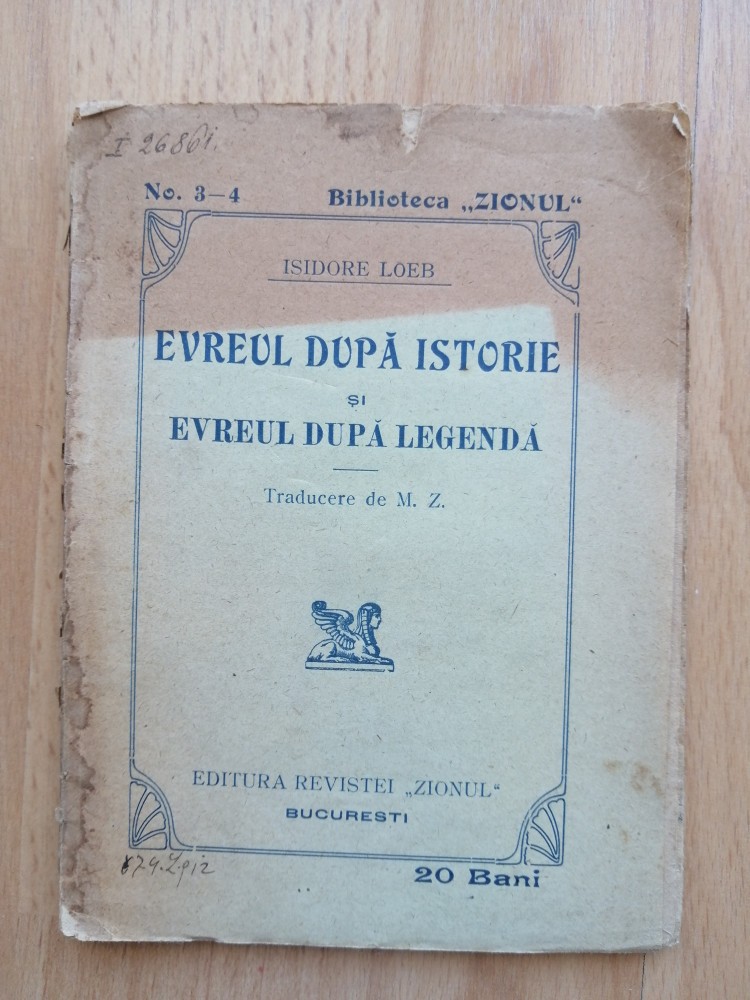 I 26861.
No. 3—4 Biblioteca „ZIONUL“
ISIDORE LOEB
EVREUL DUPĂ ISTORIE
ȘI
EVREUL DUPĂ LEGENDĂ
Traducere de M. Z.
EDITURA REVISTEI „ZIONUL“
BUCURESTI
20 Bani